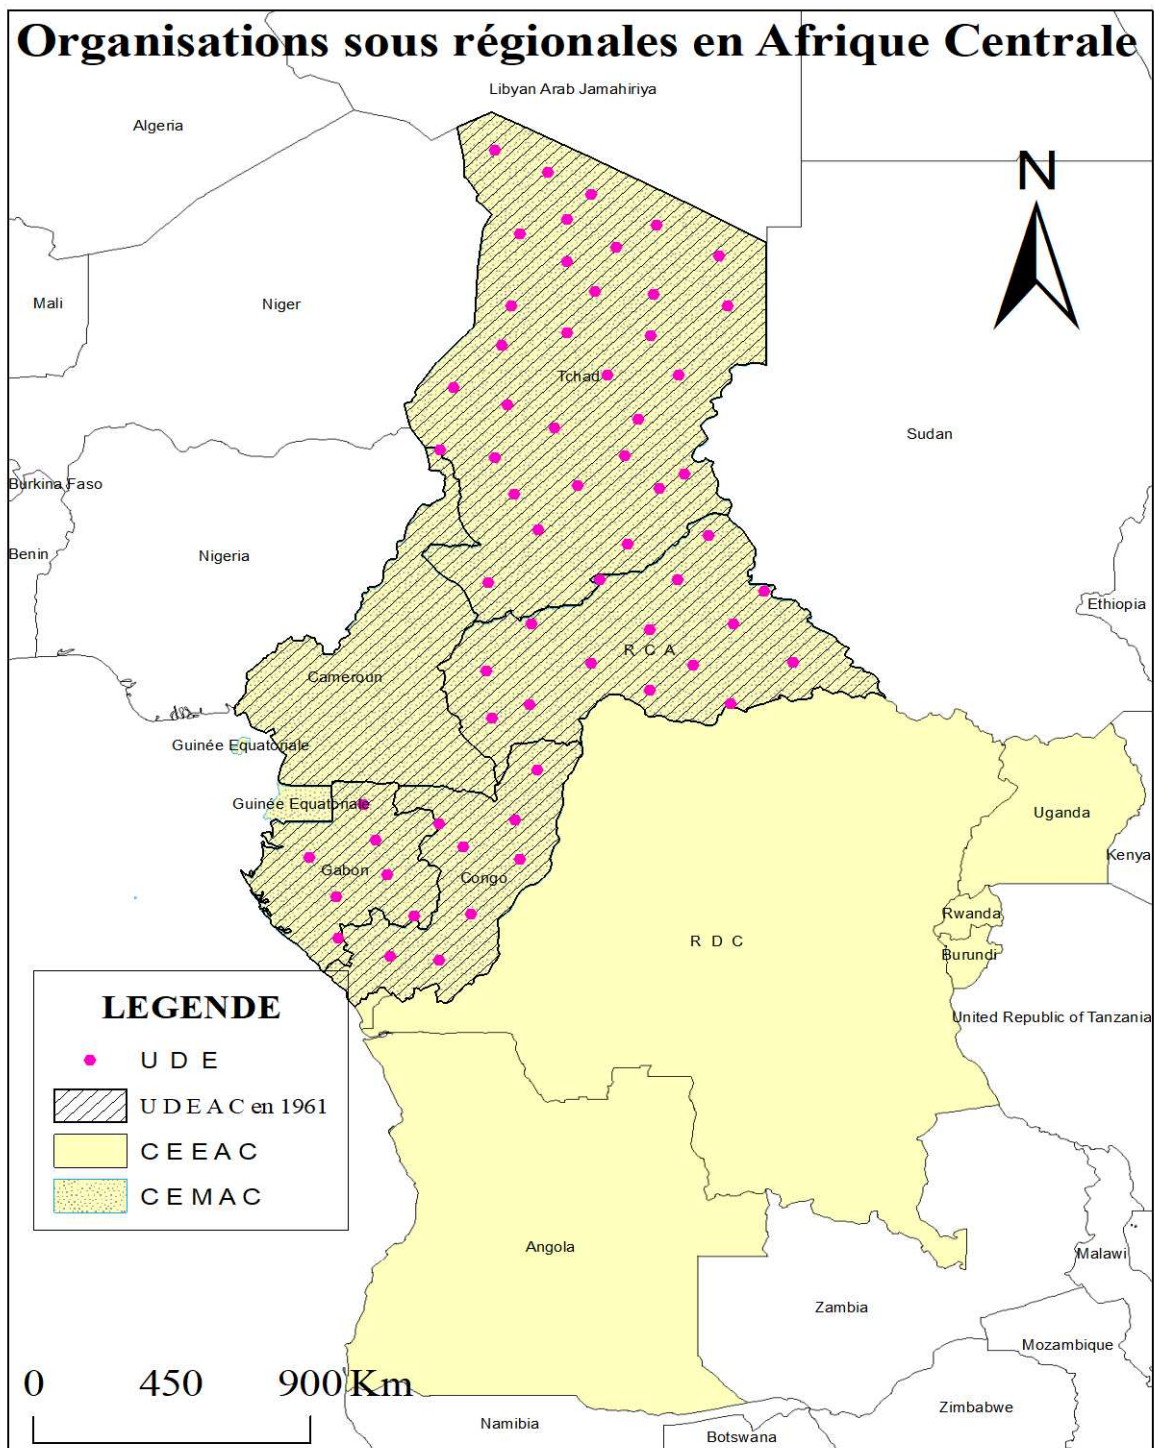 Organisations sous régionales en Afrique Centrale
Libyan Arab Jamahiriya
Algeria
N
Mali
Niger
Tchad
Sudan
Burkina Faso
Benin
Nigeria
Ethiopia
R C A
Cameroun
Guinée Equatoriale
Guinée Equatoriale
Uganda
Kenya
Gabon
Congo
Rwanda
R D C
Burundi
United Republic of Tanzania
LEGENDE
U D E
U D E A C en 1961
C E E A C
C E M A C
Angola
Malawi
Zambia
Mozambique
0 450 900 Km
Zimbabwe
Namibia
Botswana